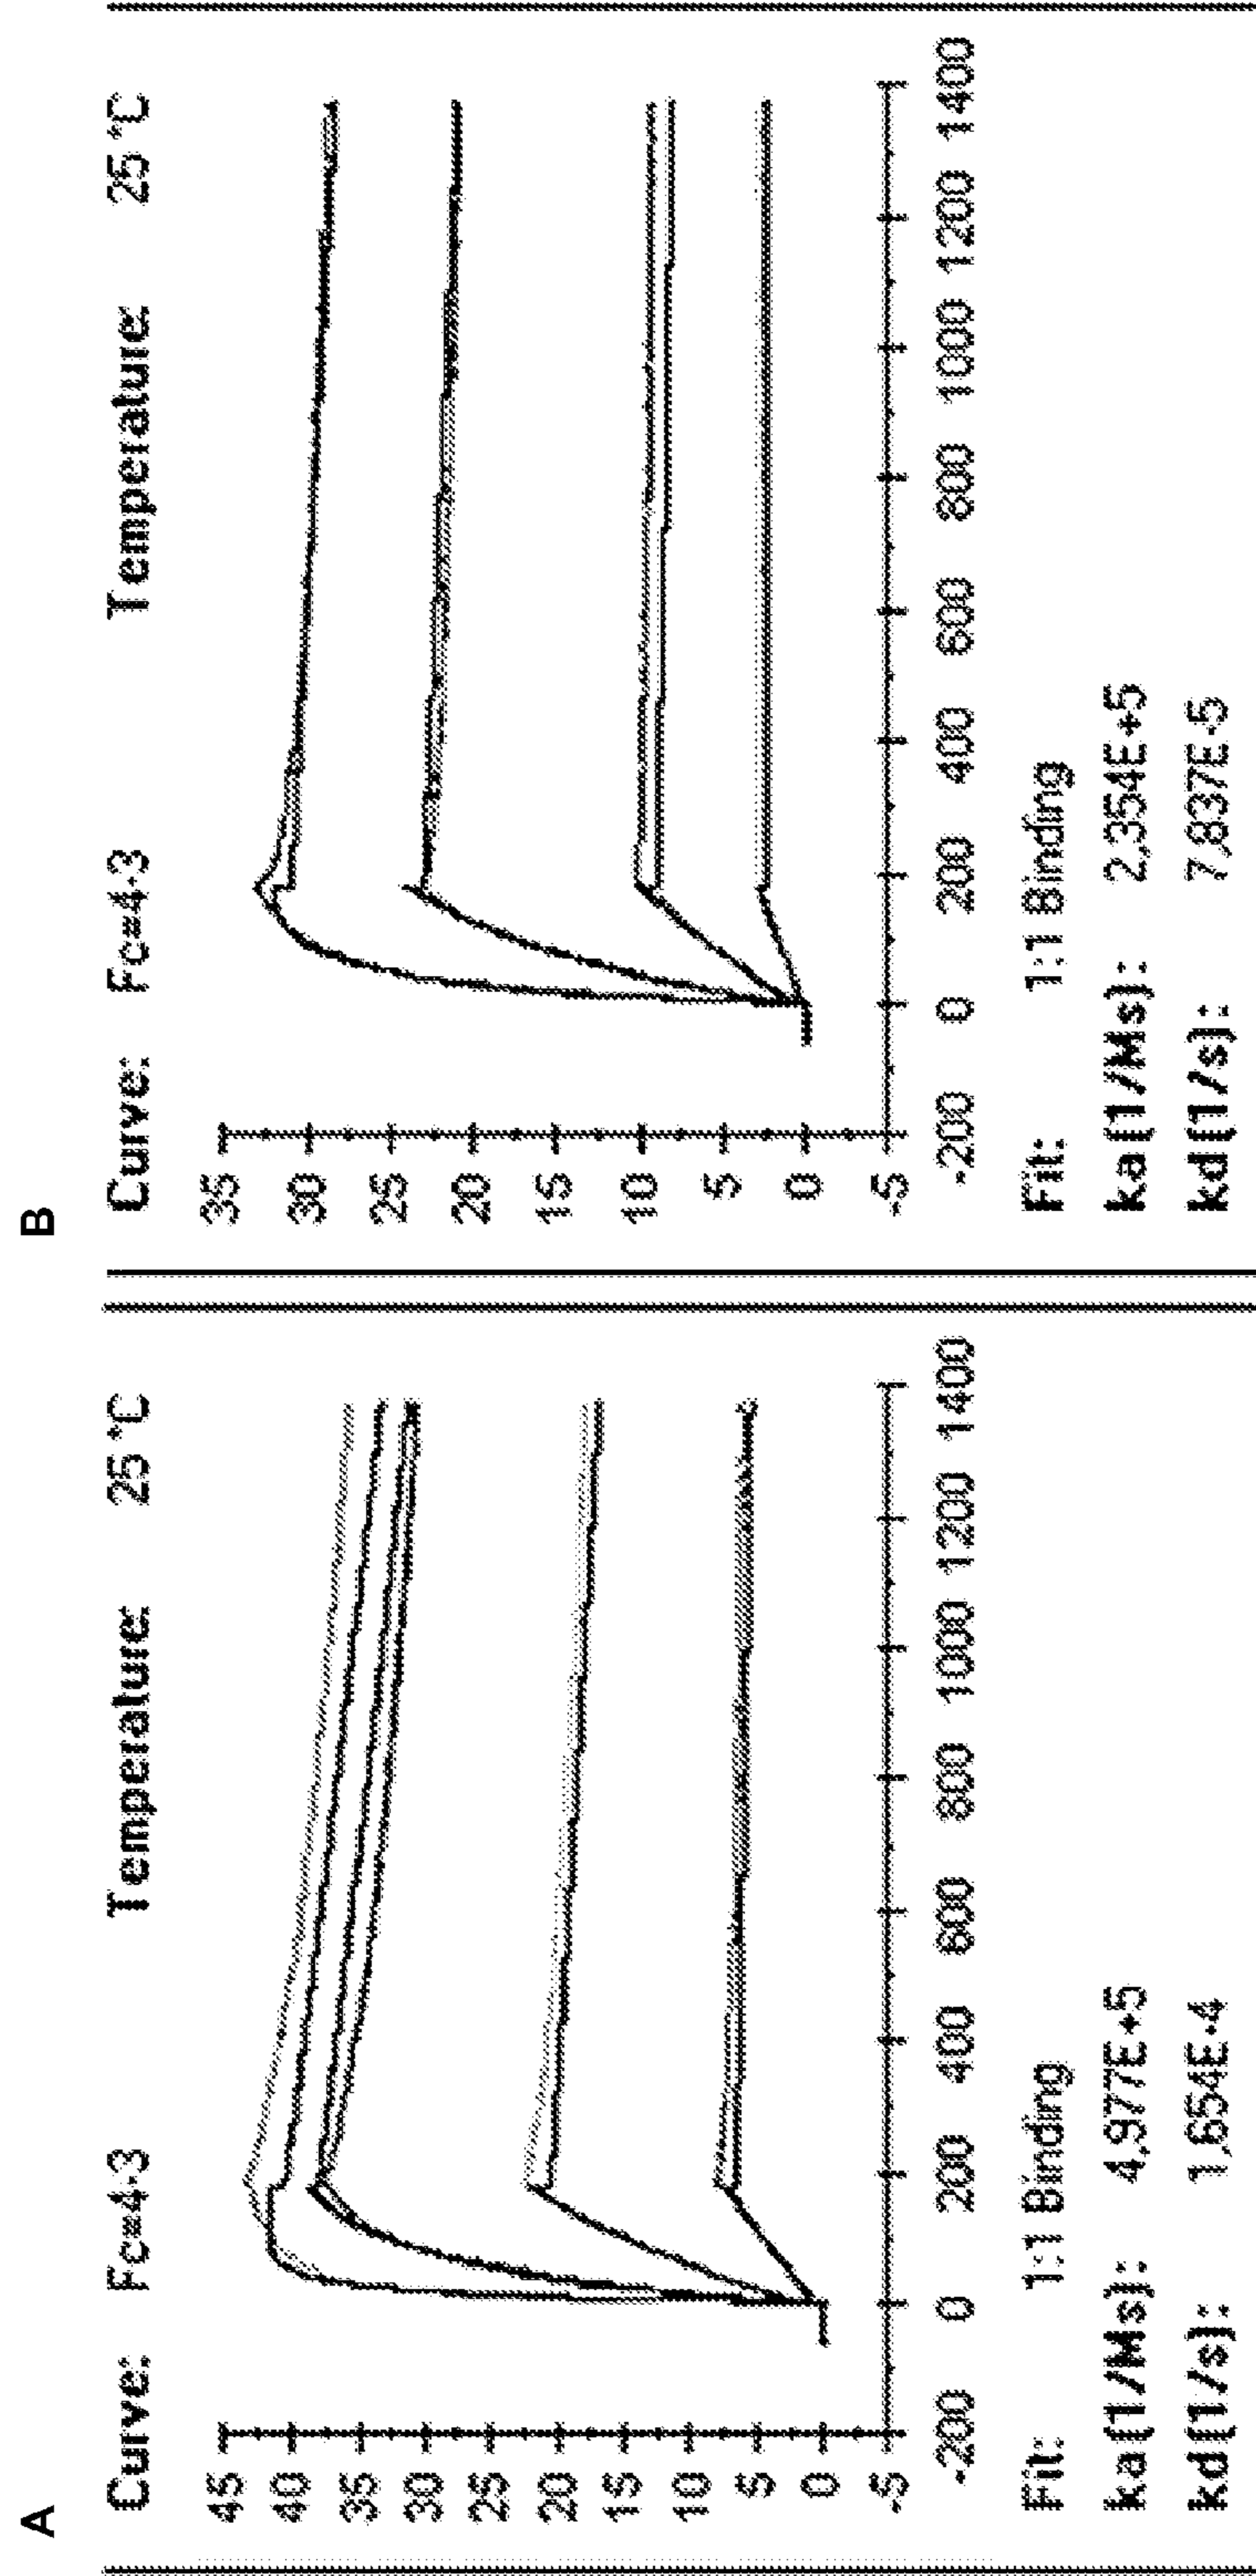 A
Curve: Fc=4-3 Temperature: 25 °C
45
40
35
30
25
20
15
10
5
0
-5
-200 0 200 400 600 800 1000 1200 1400
Fit: 1:1 Binding
ka (1/Ms): 4,977E+5
kd (1/s): 1,654E-4
B
Curve: Fc=4-3 Temperature: 25 °C
35
30
25
20
15
10
5
0
-5
-200 0 200 400 600 800 1000 1200 1400
Fit: 1:1 Binding
ka (1/Ms): 2,354E+5
kd (1/s): 7,837E-5